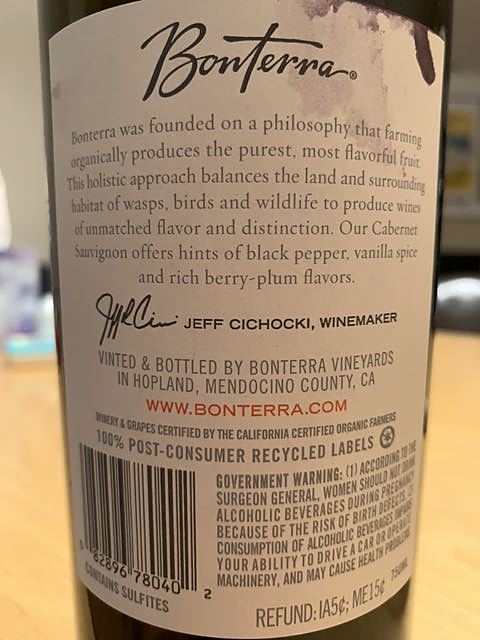 Bonterra®
Bonterra was founded on a philosophy that farming
organically produces the purest, most flavorful fruit.
This holistic approach balances the land and surrounding
habitat of wasps, birds and wildlife to produce wines
of unmatched flavor and distinction. Our Cabernet
Sauvignon offers hints of black pepper, vanilla spice
and rich berry-plum flavors.
JEFF CICHOCKI, WINEMAKER
VINTED & BOTTLED BY BONTERRA VINEYARDS
IN HOPLAND, MENDOCINO COUNTY, CA
WWW.BONTERRA.COM
WINERY & GRAPES CERTIFIED BY THE CALIFORNIA CERTIFIED ORGANIC FARMERS
100% POST-CONSUMER RECYCLED LABELS
GOVERNMENT WARNING: (1) ACCORDING TO THE
SURGEON GENERAL, WOMEN SHOULD NOT DRINK
ALCOHOLIC BEVERAGES DURING PREGNANCY
BECAUSE OF THE RISK OF BIRTH DEFECTS. (2)
CONSUMPTION OF ALCOHOLIC BEVERAGES IMPAIRS
YOUR ABILITY TO DRIVE A CAR OR OPERATE
MACHINERY, AND MAY CAUSE HEALTH PROBLEMS.
750ML
82896 78040 2
CONTAINS SULFITES
REFUND: IA5¢; ME15¢